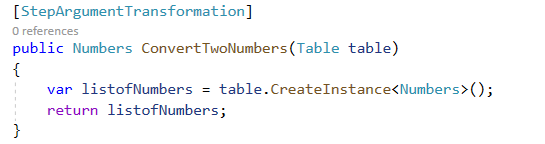 [StepArgumentTransformation]
0 references
public Numbers ConvertTwoNumbers(Table table)
{
    var listofNumbers = table.CreateInstance<Numbers>();
    return listofNumbers;
}